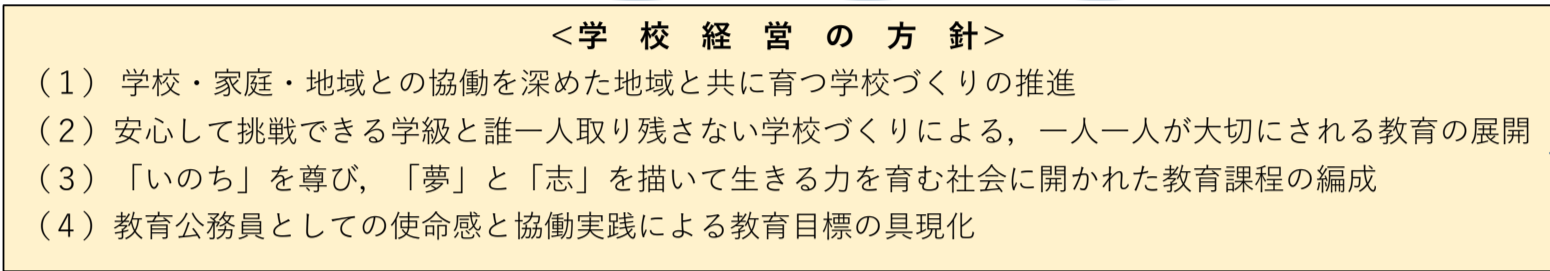 ＜学　校　経　営　の　方　針＞
（１） 学校・家庭・地域との協働を深めた地域と共に育つ学校づくりの推進
（２）安心して挑戦できる学級と誰一人取り残さない学校づくりによる，一人一人が大切にされる教育の展開
（３）「いのち」を尊び，「夢」と「志」を描いて生きる力を育む社会に開かれた教育課程の編成
（４）教育公務員としての使命感と協働実践による教育目標の具現化